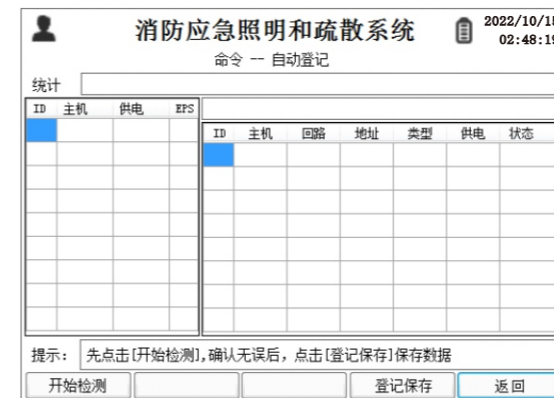 消防应急照明和疏散系统
2022/10/15
02:48:19
命令 -- 自动登记
统计
ID 主机 供电 EPS
ID 主机 回路 地址 类型 供电 状态
提示： 先点击[开始检测],确认无误后，点击[登记保存]保存数据
开始检测 登记保存 返回